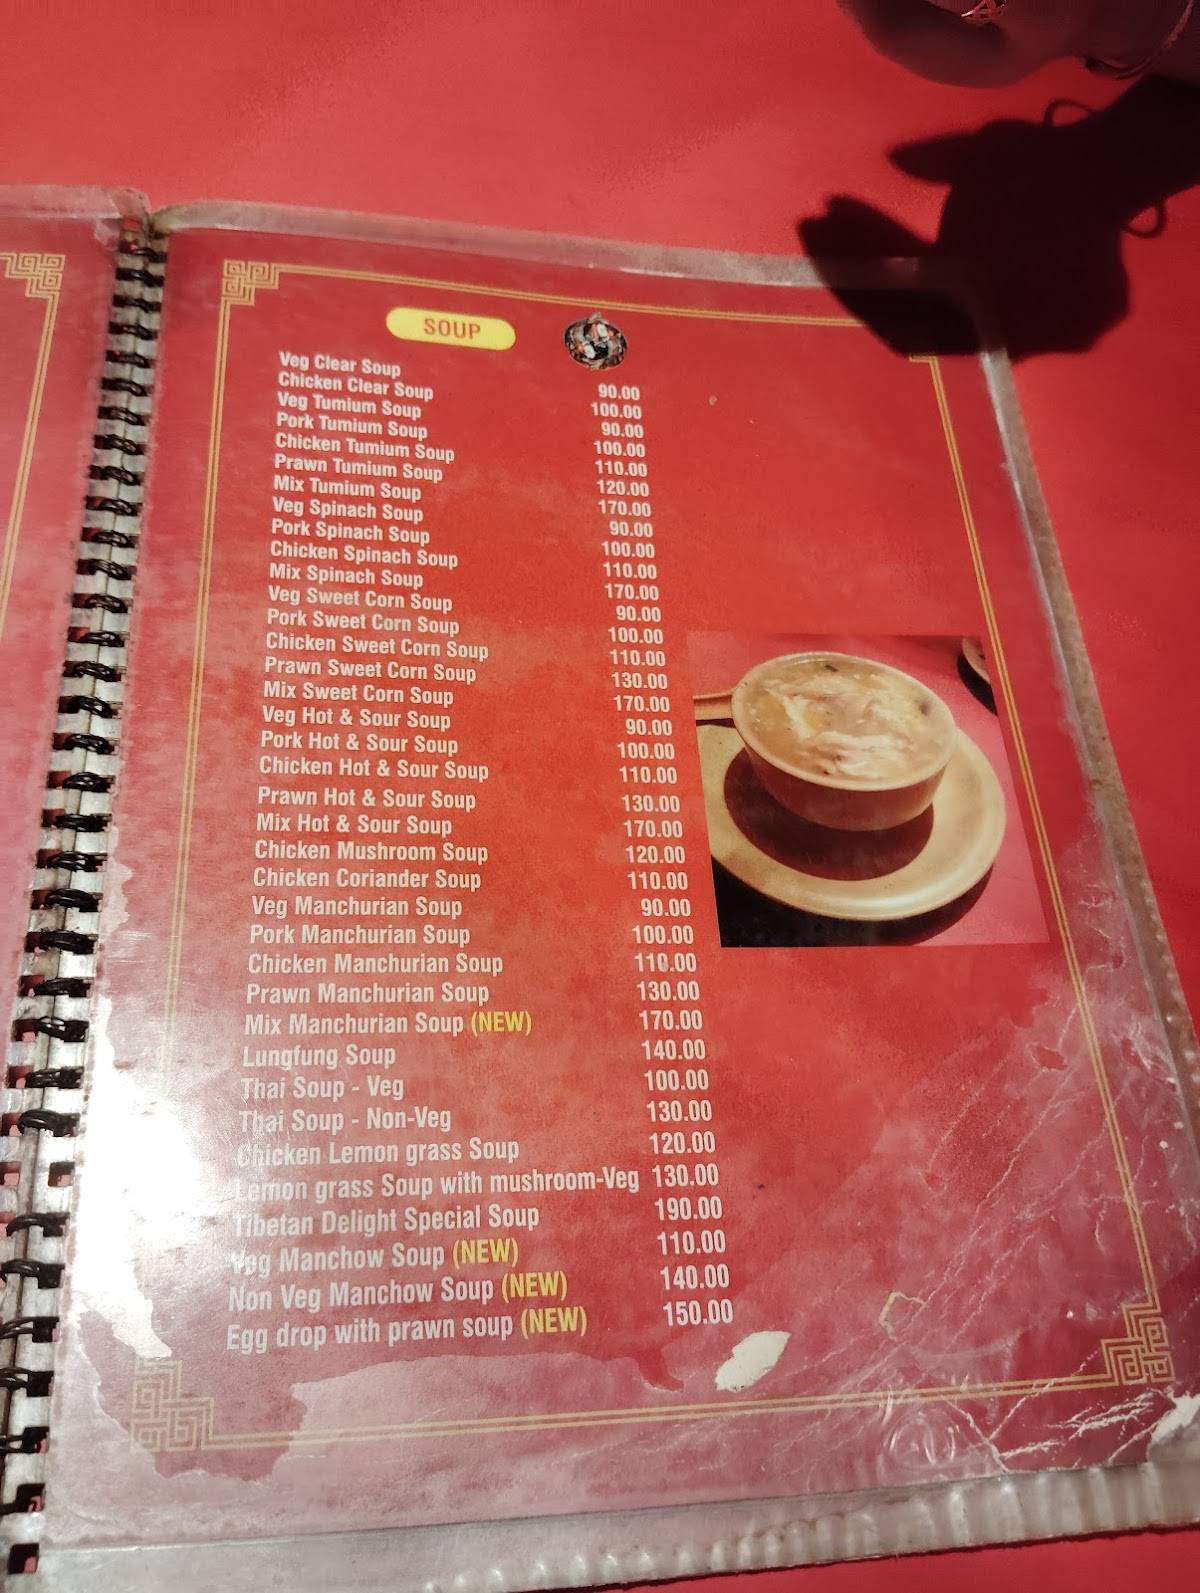 SOUP
Veg Clear Soup 90.00
Chicken Clear Soup 100.00
Veg Tumium Soup 90.00
Pork Tumium Soup 100.00
Chicken Tumium Soup 110.00
Prawn Tumium Soup 120.00
Mix Tumium Soup 170.00
Veg Spinach Soup 90.00
Pork Spinach Soup 100.00
Chicken Spinach Soup 110.00
Mix Spinach Soup 170.00
Veg Sweet Corn Soup 90.00
Pork Sweet Corn Soup 100.00
Chicken Sweet Corn Soup 110.00
Prawn Sweet Corn Soup 130.00
Mix Sweet Corn Soup 170.00
Veg Hot & Sour Soup 90.00
Pork Hot & Sour Soup 100.00
Chicken Hot & Sour Soup 110.00
Prawn Hot & Sour Soup 130.00
Mix Hot & Sour Soup 170.00
Chicken Mushroom Soup 120.00
Chicken Coriander Soup 110.00
Veg Manchurian Soup 90.00
Pork Manchurian Soup 100.00
Chicken Manchurian Soup 110.00
Prawn Manchurian Soup 130.00
Mix Manchurian Soup (NEW) 170.00
Lungfung Soup 140.00
Thai Soup - Veg 100.00
Thai Soup - Non-Veg 130.00
Chicken Lemon grass Soup 120.00
Lemon grass Soup with mushroom-Veg 130.00
Tibetan Delight Special Soup 190.00
Veg Manchow Soup (NEW) 110.00
Non Veg Manchow Soup (NEW) 140.00
Egg drop with prawn soup (NEW) 150.00